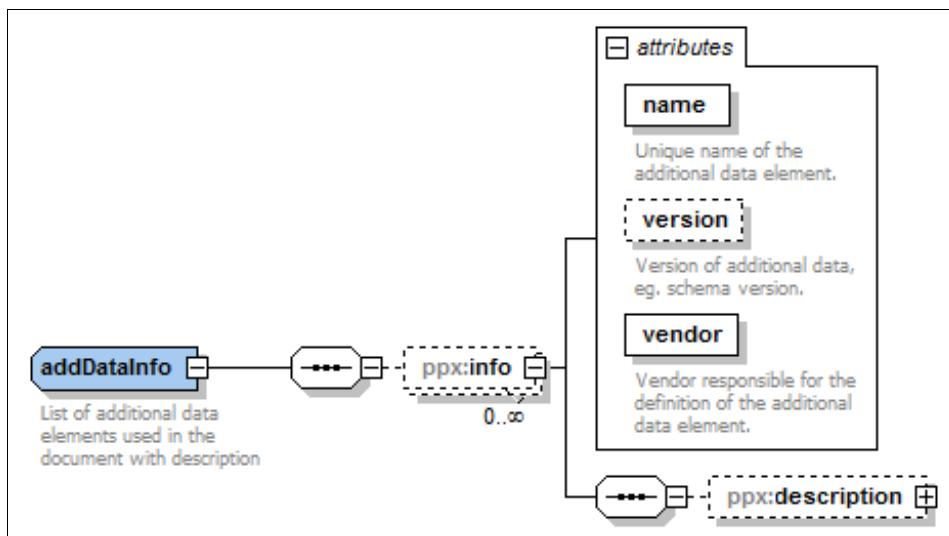 attributes
name
Unique name of the
additional data element.
version
Version of additional data,
eg. schema version.
vendor
Vendor responsible for the
definition of the additional
data element.
addDataInfo
List of additional data
elements used in the
document with description
ppx:info
0..∞
ppx:description